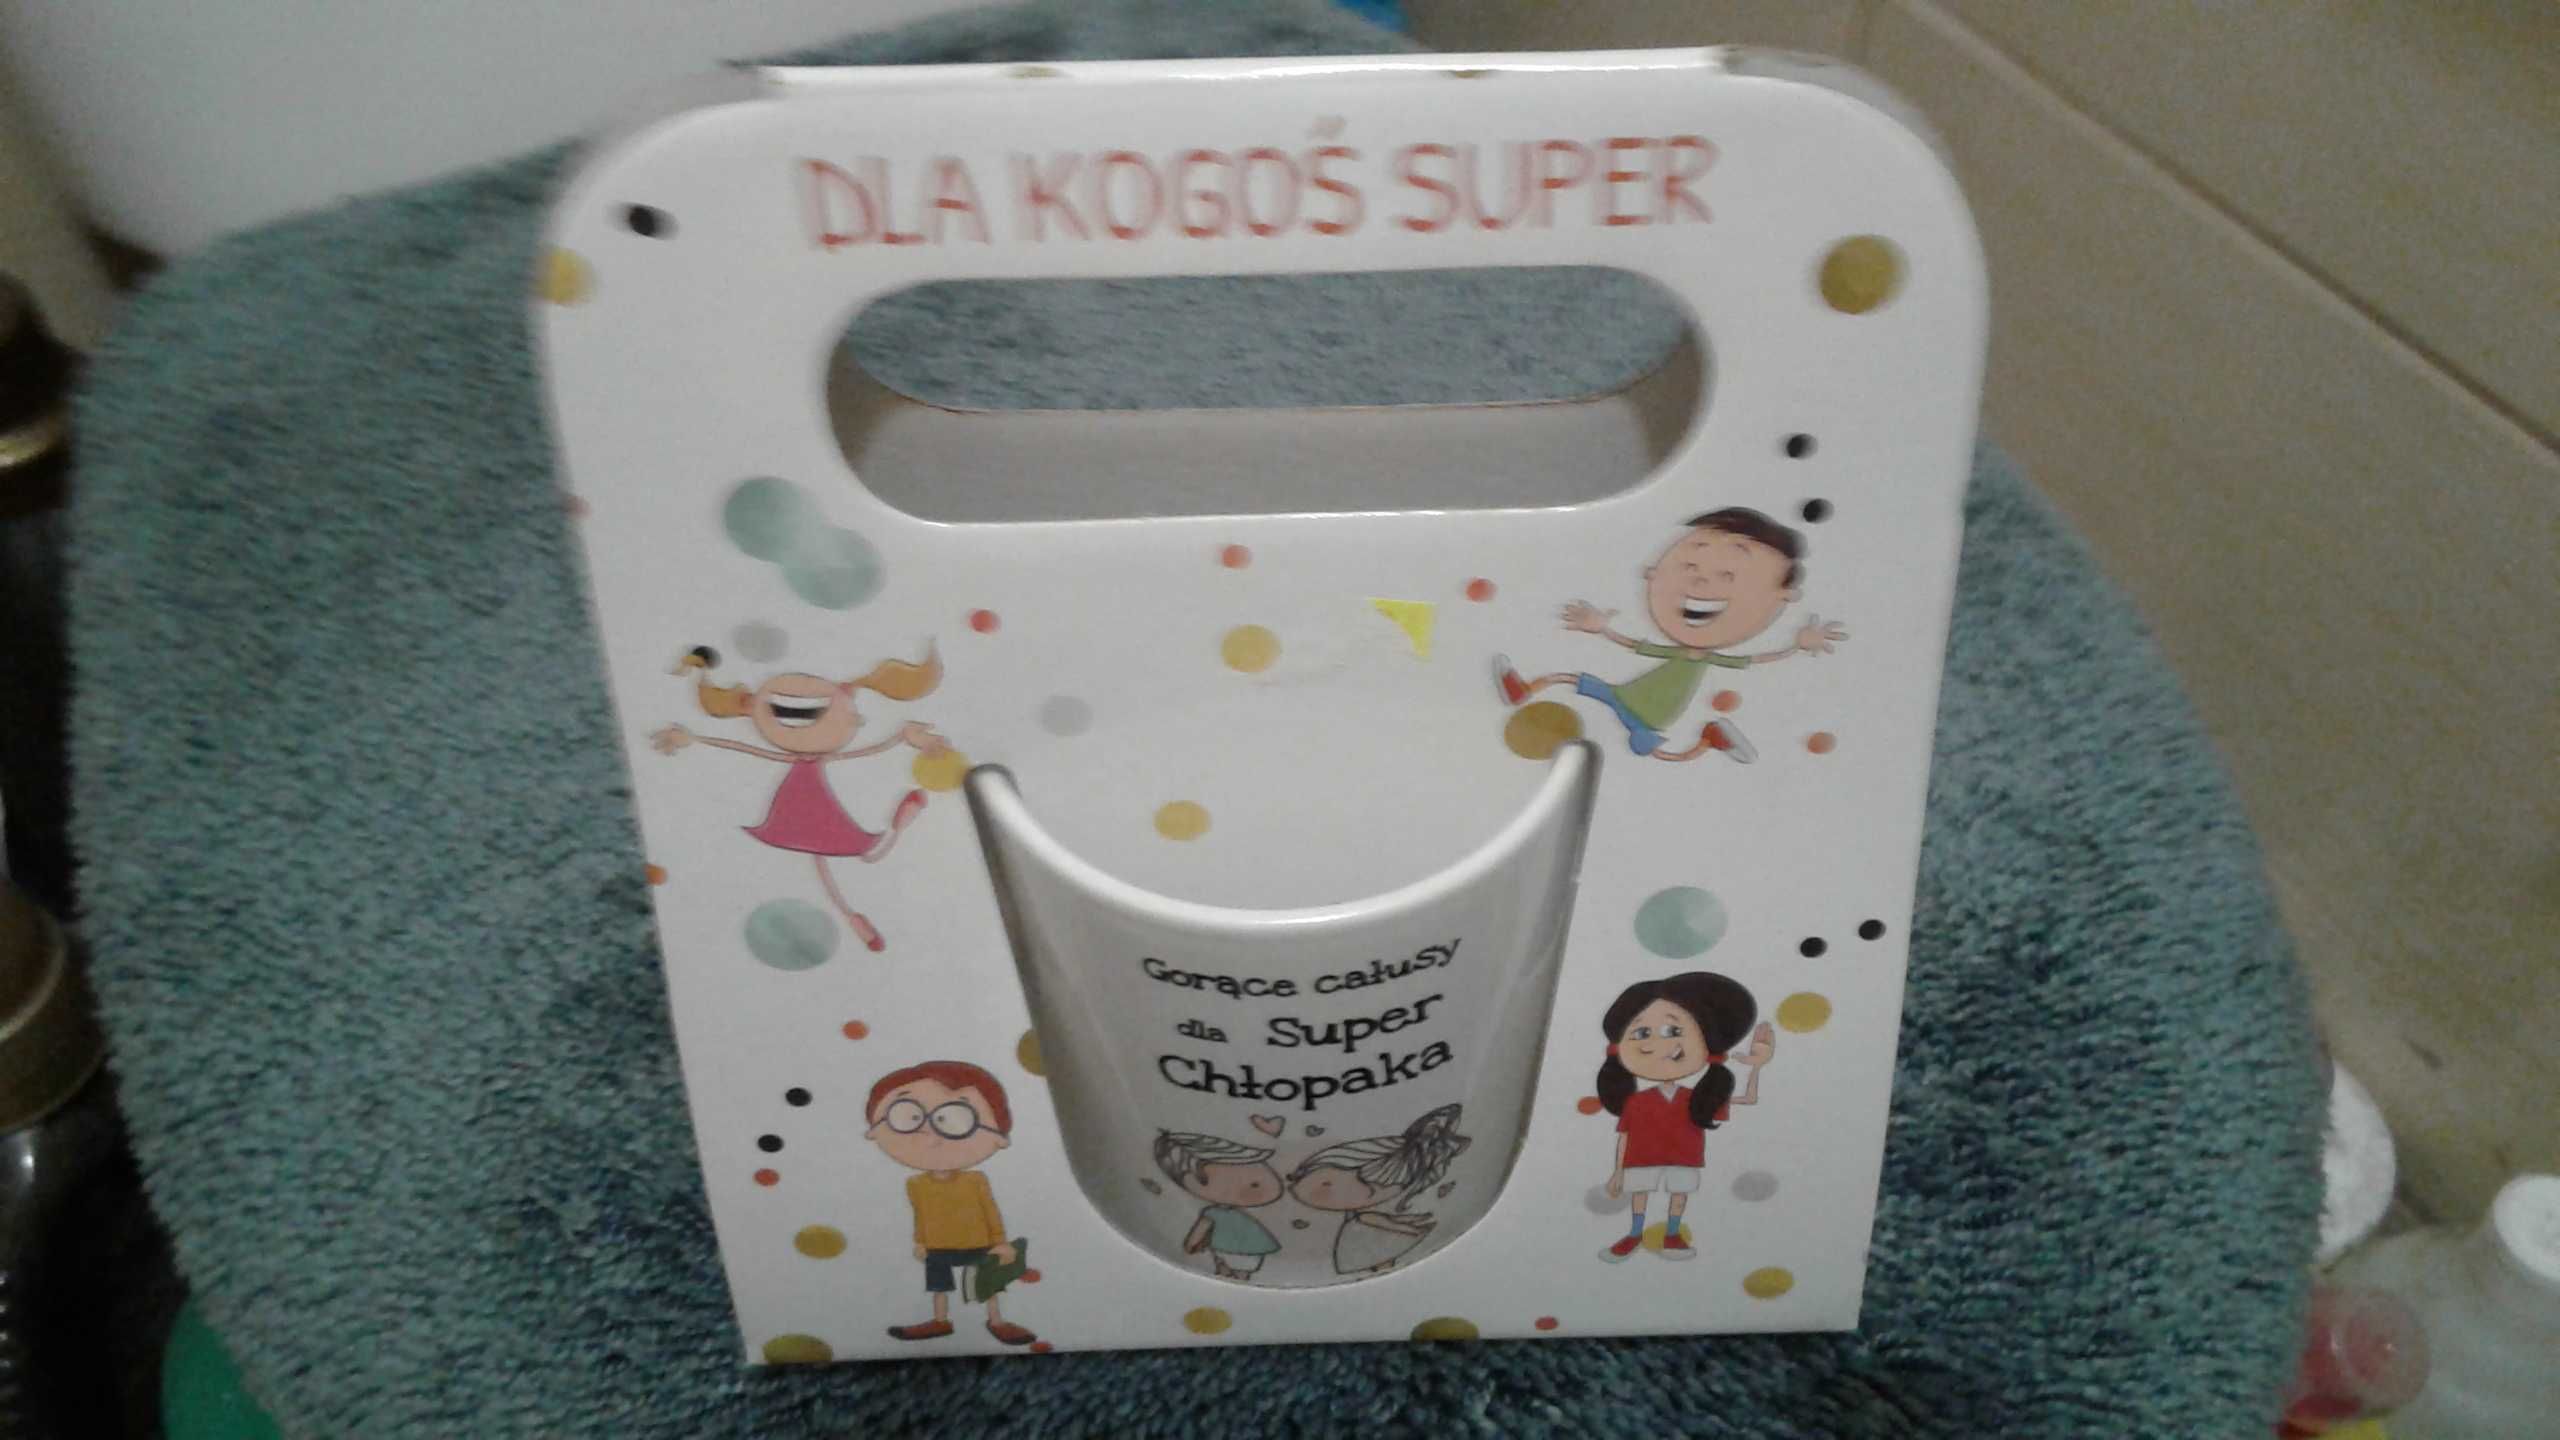 DLA KOGOŚ SUPER
Gorące całusy
dla Super
Chłopaka